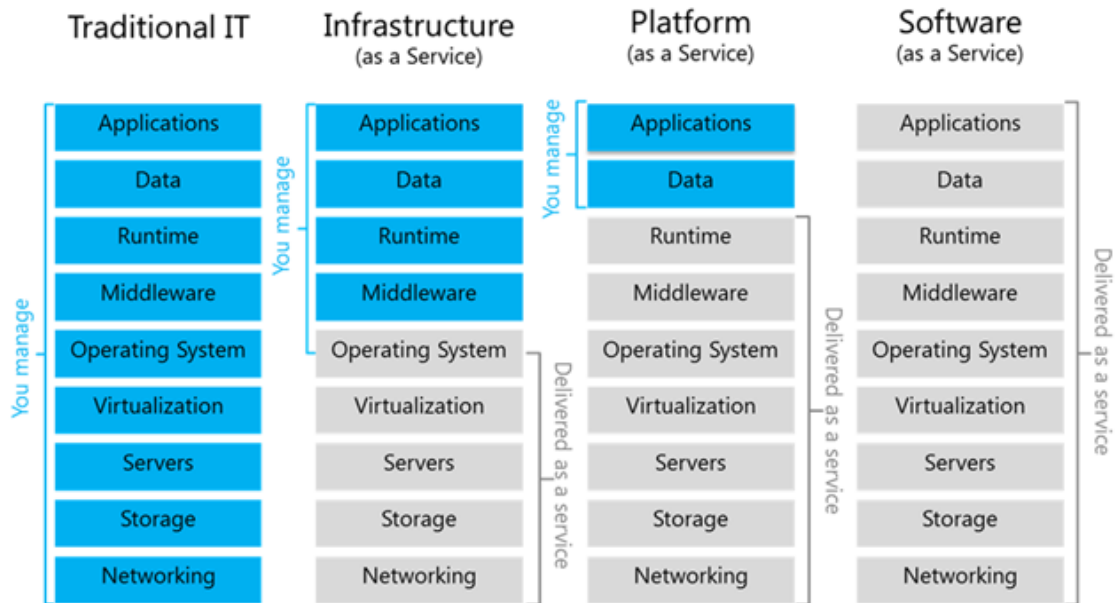 Traditional IT
Infrastructure
(as a Service)
Platform
(as a Service)
Software
(as a Service)
You manage
Applications
Data
Runtime
Middleware
Operating System
Virtualization
Servers
Storage
Networking
You manage
Applications
Data
Runtime
Middleware
Operating System
Virtualization
Servers
Storage
Networking
Delivered as a service
You manage
Applications
Data
Runtime
Middleware
Operating System
Virtualization
Servers
Storage
Networking
Delivered as a service
Applications
Data
Runtime
Middleware
Operating System
Virtualization
Servers
Storage
Networking
Delivered as a service